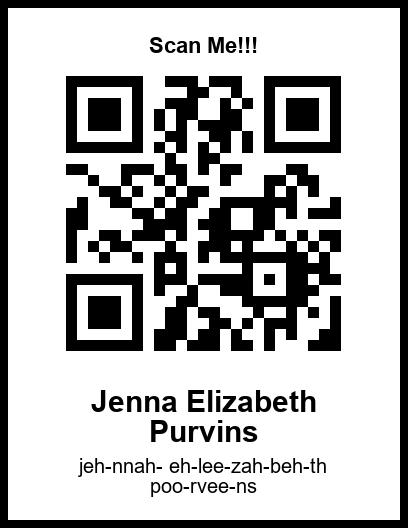 Scan Me!!!
Jenna Elizabeth
Purvins
jeh-nnah- eh-lee-zah-beh-th
poo-rvee-ns